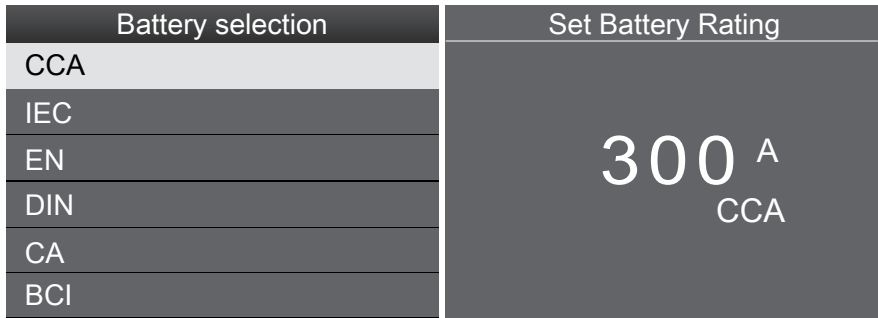 Battery selection
CCA
IEC
EN
DIN
CA
BCI
Set Battery Rating
300 A
CCA